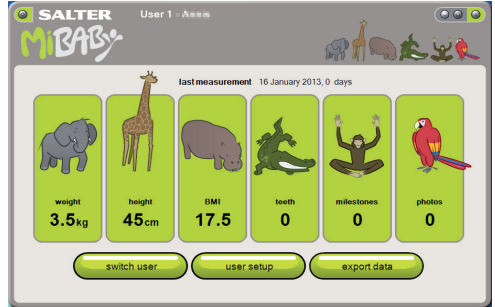 SALTER
User 1 -
MiBABY
last measurement 16 January 2013, 0 days
weight height BMI teeth milestones photos
3.5kg 45cm 17.5 0 0 0
switch user user setup export data